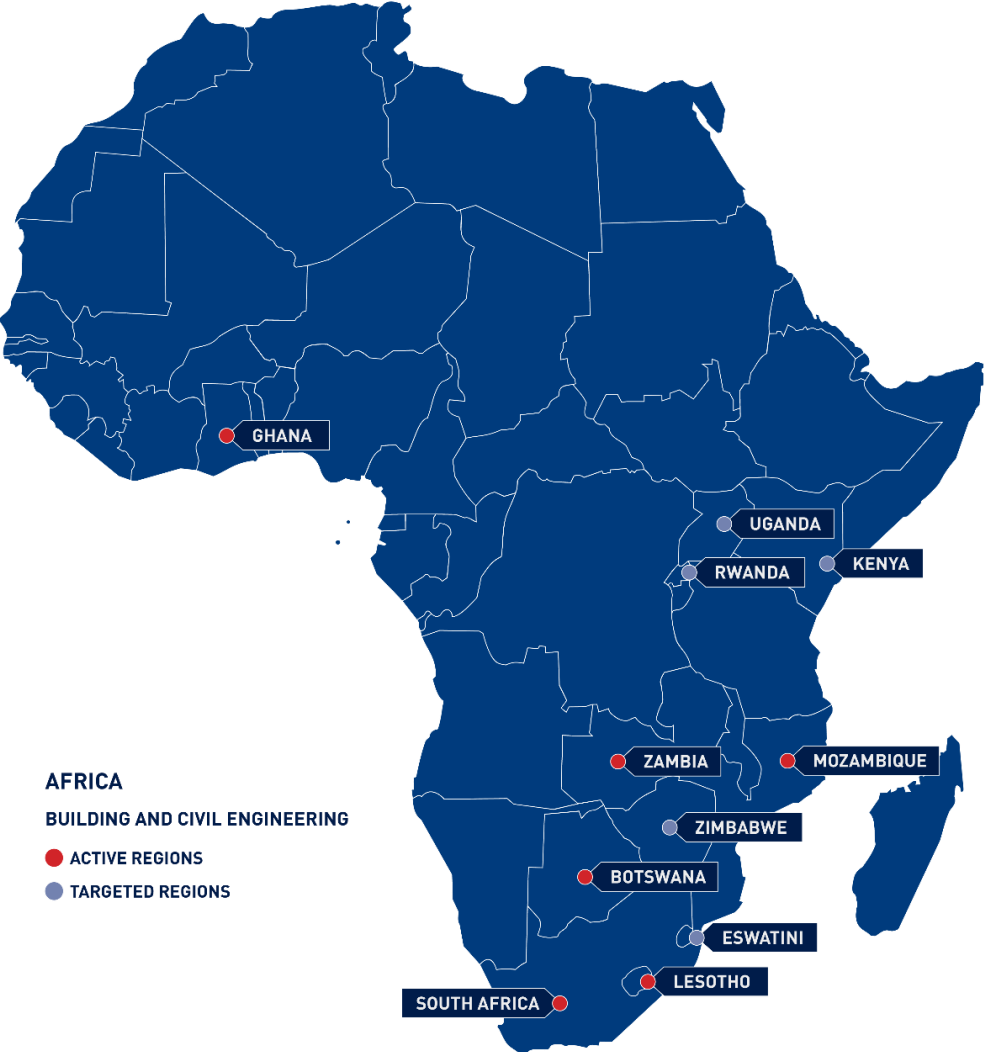 GHANA
UGANDA
KENYA
RWANDA
ZAMBIA
MOZAMBIQUE
AFRICA
BUILDING AND CIVIL ENGINEERING
ACTIVE REGIONS
TARGETED REGIONS
ZIMBABWE
BOTSWANA
ESWATINI
LESOTHO
SOUTH AFRICA